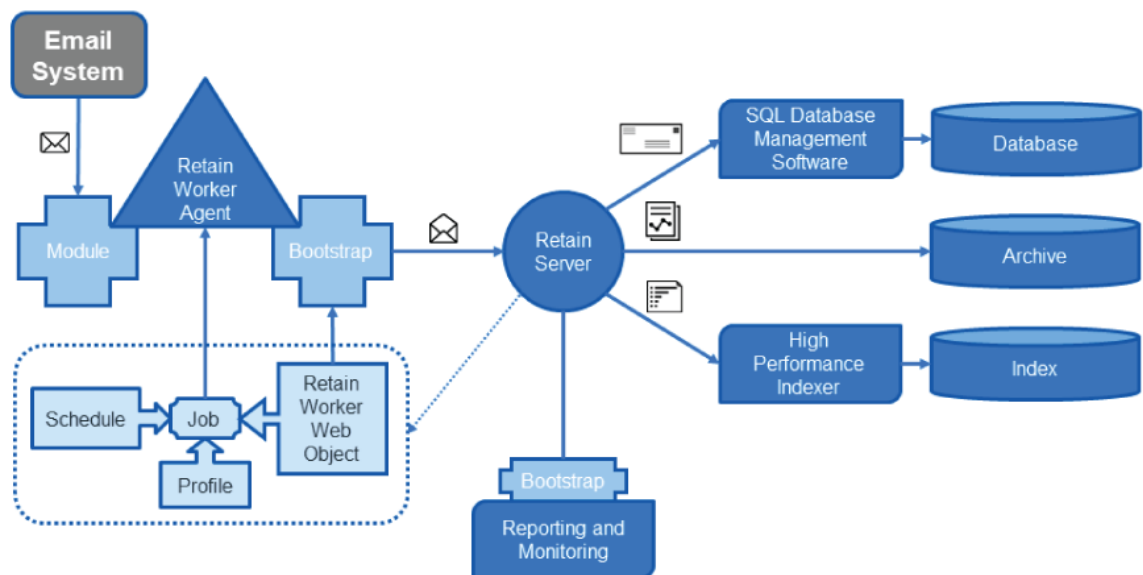 Email
System
Retain
Worker
Agent
Module
Bootstrap
Retain
Server
SQL Database
Management
Software
Database
Archive
High
Performance
Indexer
Index
Schedule
Job
Retain
Worker
Web
Object
Profile
Bootstrap
Reporting and
Monitoring